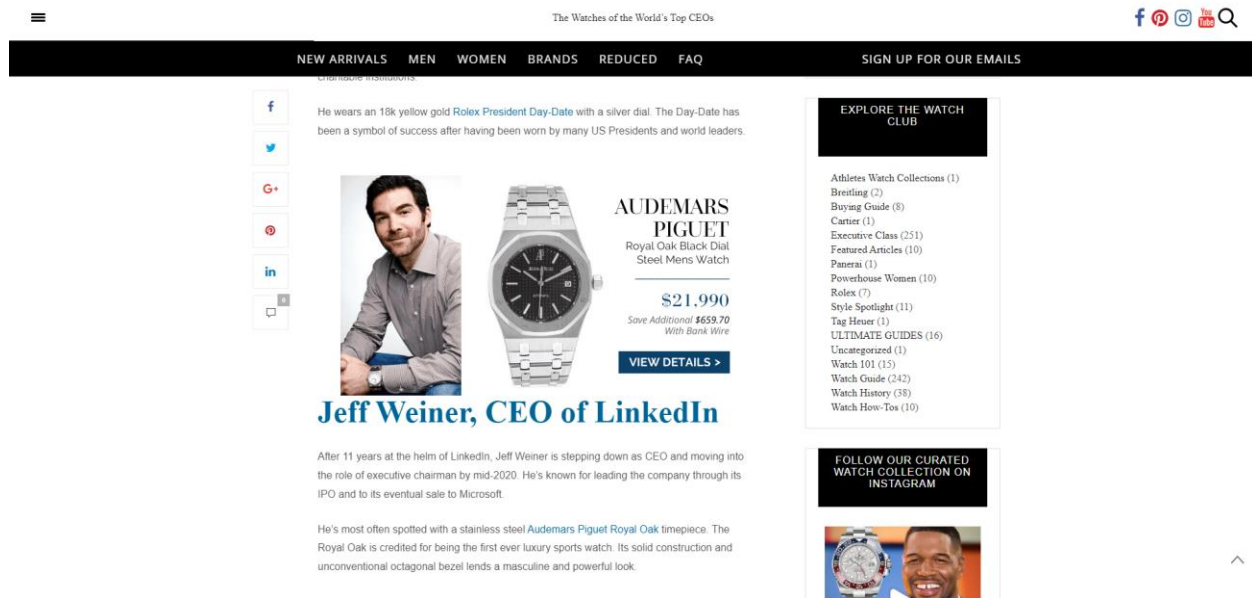 The Watches of the World's Top CEOs
You
Tube
NEW ARRIVALS MEN WOMEN BRANDS REDUCED FAQ SIGN UP FOR OUR EMAILS
charitable institutions.
He wears an 18k yellow gold Rolex President Day-Date with a silver dial. The Day-Date has
been a symbol of success after having been worn by many US Presidents and world leaders.
G+
in
0
AUDEMARS
PIGUET
Royal Oak Black Dial
Steel Mens Watch
$21,990
Save Additional $659.70
With Bank Wire
VIEW DETAILS >
Jeff Weiner, CEO of LinkedIn
After 11 years at the helm of LinkedIn, Jeff Weiner is stepping down as CEO and moving into
the role of executive chairman by mid-2020. He's known for leading the company through its
IPO and to its eventual sale to Microsoft.
He's most often spotted with a stainless steel Audemars Piguet Royal Oak timepiece. The
Royal Oak is credited for being the first ever luxury sports watch. Its solid construction and
unconventional octagonal bezel lends a masculine and powerful look.
EXPLORE THE WATCH
CLUB
Athletes Watch Collections (1)
Breitling (2)
Buying Guide (8)
Cartier (1)
Executive Class (251)
Featured Articles (10)
Panerai (1)
Powerhouse Women (10)
Rolex (7)
Style Spotlight (11)
Tag Heuer (1)
ULTIMATE GUIDES (16)
Uncategorized (1)
Watch 101 (15)
Watch Guide (242)
Watch History (38)
Watch How-Tos (10)
FOLLOW OUR CURATED
WATCH COLLECTION ON
INSTAGRAM